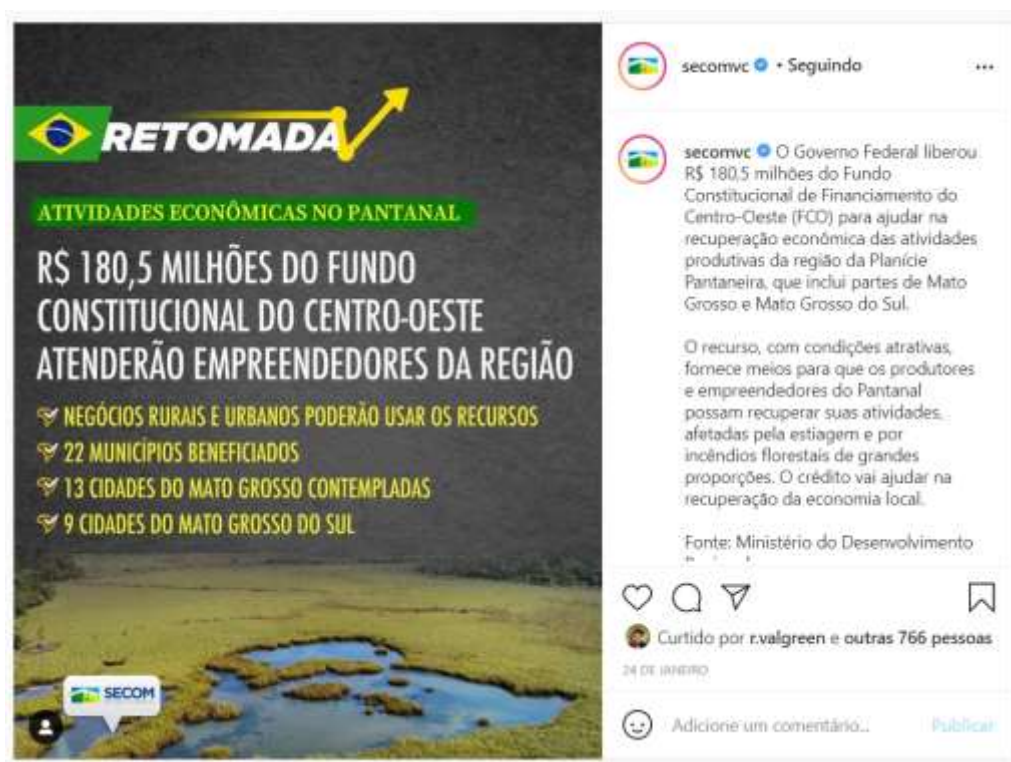 RETOMADA
ATIVIDADES ECONÔMICAS NO PANTANAL
R$ 180,5 MILHÕES DO FUNDO
CONSTITUCIONAL DO CENTRO-OESTE
ATENDERÃO EMPREENDEDORES DA REGIÃO
NEGÓCIOS RURAIS E URBANOS PODERÃO USAR OS RECURSOS
22 MUNICÍPIOS BENEFICIADOS
13 CIDADES DO MATO GROSSO CONTEMPLADAS
9 CIDADES DO MATO GROSSO DO SUL
SECOM
secomvc • Seguindo
secomvc O Governo Federal liberou
R$ 180,5 milhões do Fundo
Constitucional de Financiamento do
Centro-Oeste (FCO) para ajudar na
recuperação econômica das atividades
produtivas da região da Planície
Pantaneira, que inclui partes de Mato
Grosso e Mato Grosso do Sul.
O recurso, com condições atrativas,
fornece meios para que os produtores
e empreendedores do Pantanal
possam recuperar suas atividades,
afetadas pela estiagem e por
incêndios florestais de grandes
proporções. O crédito vai ajudar na
recuperação da economia local.
Fonte: Ministério do Desenvolvimento
Curtido por r.valgreen e outras 766 pessoas
24 DE JANEIRO
Adicione um comentário...
Publicar